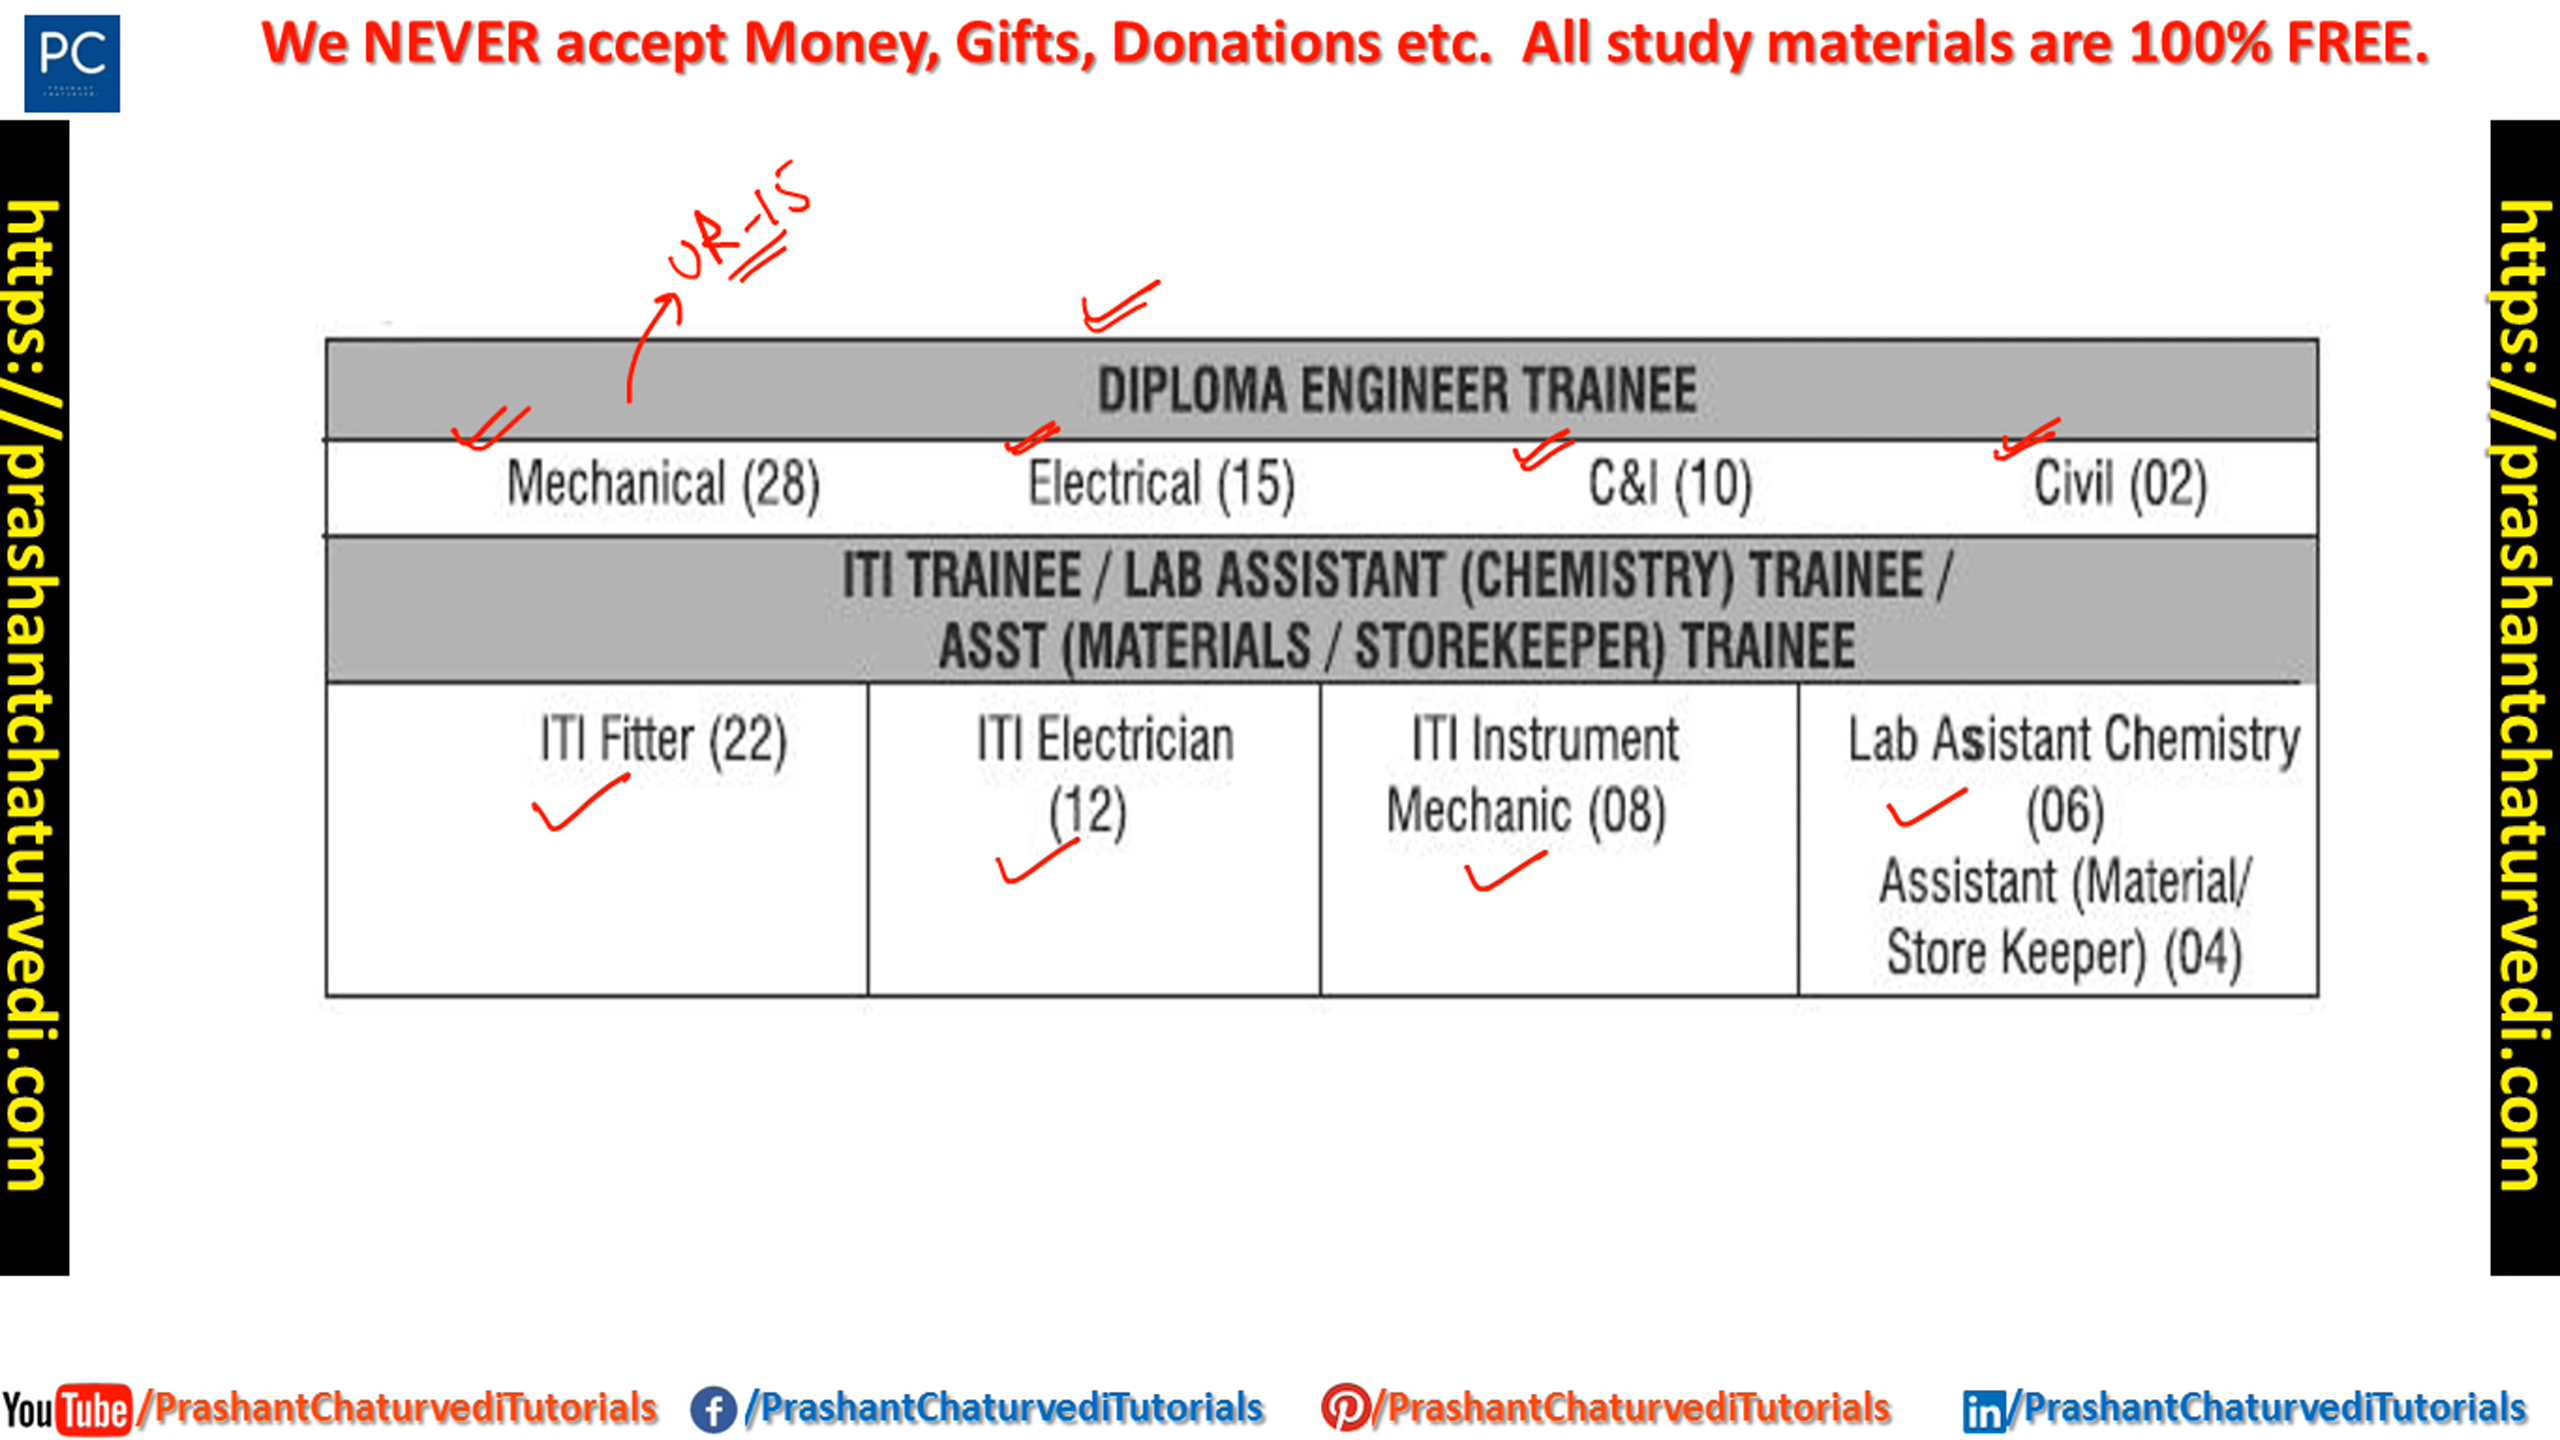 PC
PRASHANT
CHATURVEDI
We NEVER accept Money, Gifts, Donations etc. All study materials are 100% FREE.
https://prashantchaturvedi.com
UR-15
DIPLOMA ENGINEER TRAINEE
Mechanical (28) Electrical (15) C&I (10) Civil (02)
ITI TRAINEE / LAB ASSISTANT (CHEMISTRY) TRAINEE /
ASST (MATERIALS / STOREKEEPER) TRAINEE
ITI Fitter (22)
ITI Electrician
(12)
ITI Instrument
Mechanic (08)
Lab Asistant Chemistry
(06)
Assistant (Material/
Store Keeper) (04)
https://prashantchaturvedi.com
YouTube/PrashantChaturvediTutorials f/PrashantChaturvediTutorials /PrashantChaturvediTutorials in/PrashantChaturvediTutorials